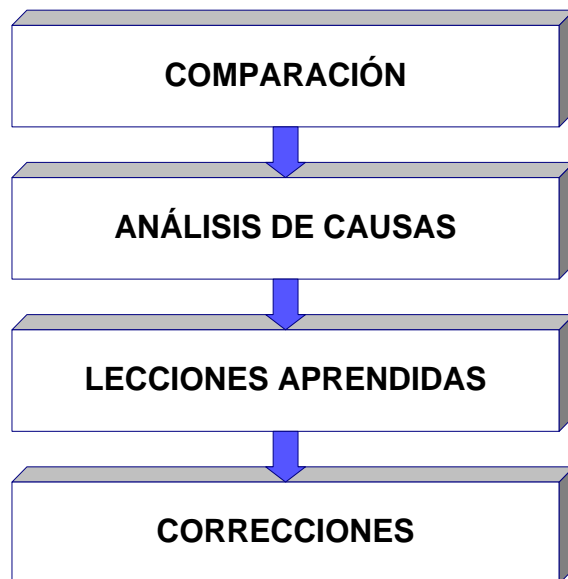 COMPARACIÓN
ANÁLISIS DE CAUSAS
LECCIONES APRENDIDAS
CORRECCIONES